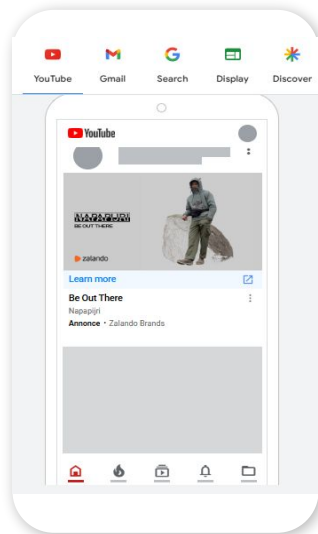 YouTube Gmail Search Display Discover
YouTube
NAPAPIJRI
BE OUT THERE
zalando
Learn more
Be Out There
Napapijri
Annonce • Zalando Brands